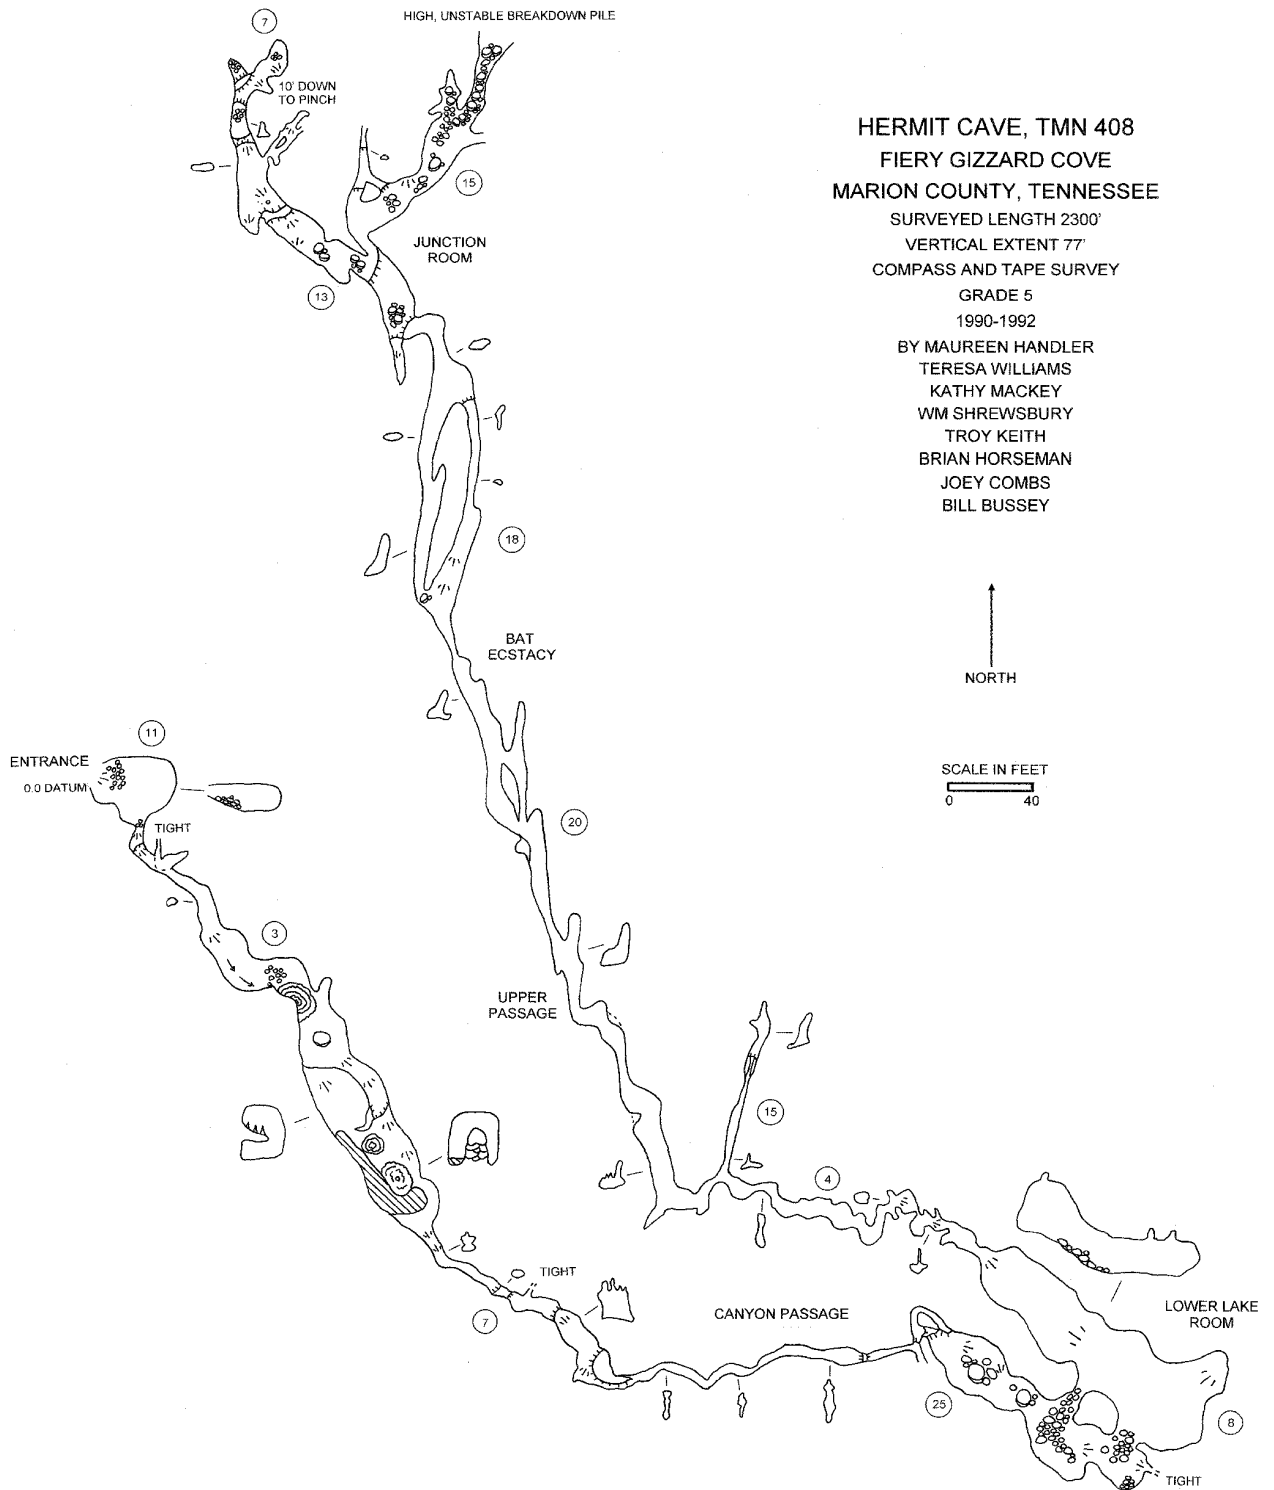 7
HIGH, UNSTABLE BREAKDOWN PILE
10' DOWN
TO PINCH
HERMIT CAVE, TMN 408
FIERY GIZZARD COVE
MARION COUNTY, TENNESSEE
SURVEYED LENGTH 2300'
VERTICAL EXTENT 77'
COMPASS AND TAPE SURVEY
GRADE 5
1990-1992
BY MAUREEN HANDLER
TERESA WILLIAMS
KATHY MACKEY
WM SHREWSBURY
TROY KEITH
BRIAN HORSEMAN
JOEY COMBS
BILL BUSSEY
15
JUNCTION
ROOM
13
18
BAT
ECSTACY
NORTH
11
ENTRANCE
0.0 DATUM
TIGHT
SCALE IN FEET
0 40
20
3
UPPER
PASSAGE
15
4
TIGHT
7
CANYON PASSAGE
LOWER LAKE
ROOM
25
8
TIGHT